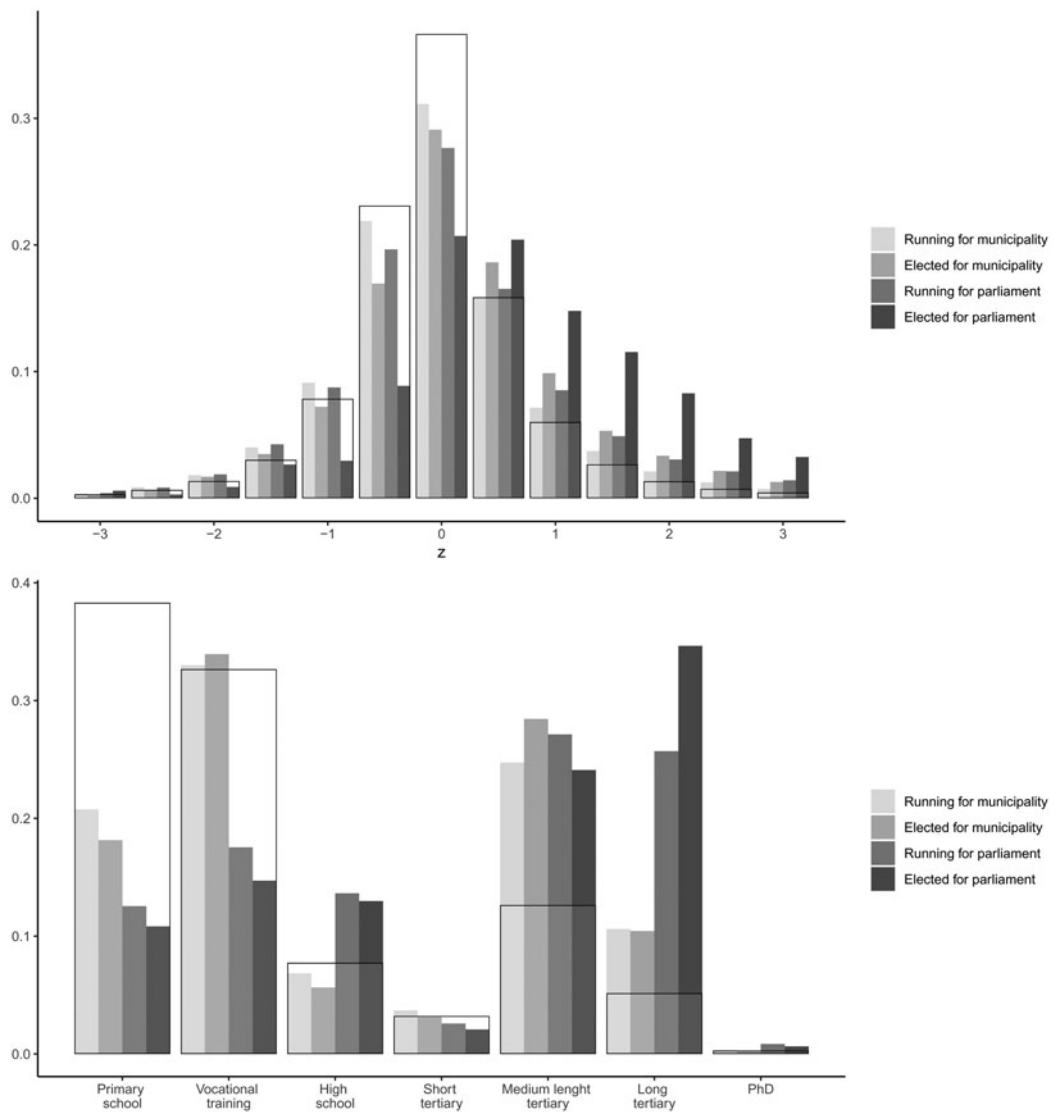 0.3
0.2
0.1
0.0
−3 −2 −1 0 1 2 3
z
Running for municipality
Elected for municipality
Running for parliament
Elected for parliament
0.4
0.3
0.2
0.1
0.0
Primary school
Vocational training
High school
Short tertiary
Medium lenght tertiary
Long tertiary
PhD
Running for municipality
Elected for municipality
Running for parliament
Elected for parliament